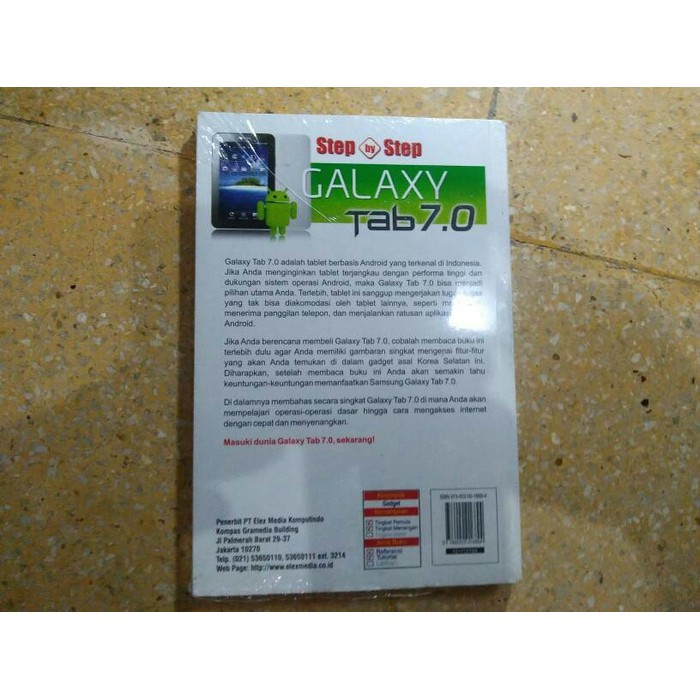 Step by Step
GALAXY
Tab 7.0
Galaxy Tab 7.0 adalah tablet berbasis Android yang terkenal di Indonesia.
Jika Anda menginginkan tablet terjangkau dengan performa tinggi dan
dukungan sistem operasi Android, maka Galaxy Tab 7.0 bisa menjadi
pilihan utama Anda. Terlebih, tablet ini sanggup mengerjakan
yang tak bisa diakomodasi oleh tablet lainnya, seperti
menerima panggilan telepon, dan menjalankan ratusan
Android.
Jika Anda berencana membeli Galaxy Tab 7.0, cobalah membaca buku ini
terlebih dulu agar Anda memiliki gambaran singkat mengenai fitur-fitur
yang akan Anda temukan di dalam gadget asal Korea Selatan ini.
Diharapkan, setelah membaca buku ini Anda akan semakin tahu
keuntungan-keuntungan memanfaatkan Samsung Galaxy Tab 7.0.
Di dalamnya membahas secara singkat Galaxy Tab 7.0 di mana Anda akan
mempelajari operasi-operasi dasar hingga cara mengakses internet
dengan cepat dan menyenangkan.
Masuki dunia Galaxy Tab 7.0, sekarang!
Penerbit PT Elex Media Komputindo
Kompas Gramedia Building
Jl Palmerah Barat 29-37
Jakarta 10270
Telp. (021) 53650110, 53650111 ext. 3214
Web Page: http://www.elexmedia.co.id
Kelompok
Gadget
Keterampilan
Tingkat Pemula
Tingkat Menengah
Jenis Buku
Referensi
Tutorial